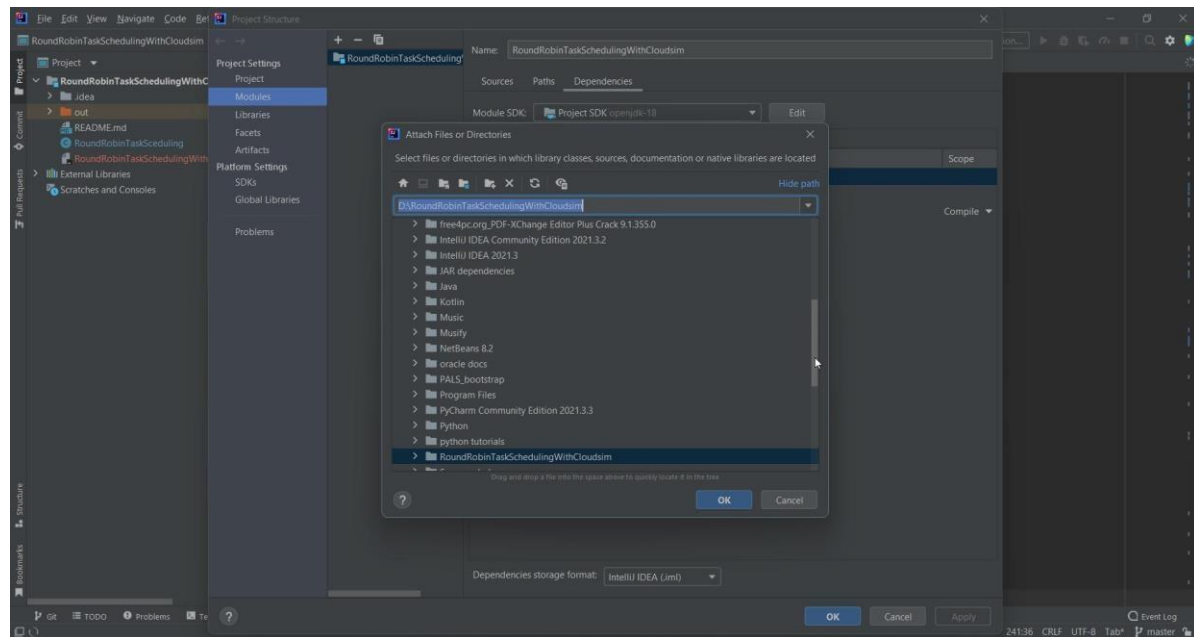 File Edit View Navigate Code Ref Project Structure
RoundRobinTaskSchedulingWithCloudsim
Project
RoundRobinTaskSchedulingWithC
.idea
out
README.md
RoundRobinTaskSceduling
RoundRobinTaskSchedulingWith
External Libraries
Scratches and Consoles
Project
Commit
Pull Requests
Structure
Bookmarks
Project Settings
Project
Modules
Libraries
Facets
Artifacts
Platform Settings
SDKs
Global Libraries
Problems
RoundRobinTaskScheduling
Name: RoundRobinTaskSchedulingWithCloudsim
Sources Paths Dependencies
Module SDK: Project SDK openjdk-18 Edit
Scope
Compile
Attach Files or Directories
Select files or directories in which library classes, sources, documentation or native libraries are located
Hide path
D:\RoundRobinTaskSchedulingWithCloudsim
free4pc.org_PDF-XChange Editor Plus Crack 9.1.355.0
IntelliJ IDEA Community Edition 2021.3.2
IntelliJ IDEA 2021.3
JAR dependencies
Java
Kotlin
Music
Musify
NetBeans 8.2
oracle docs
PALS_bootstrap
Program Files
PyCharm Community Edition 2021.3.3
Python
python tutorials
RoundRobinTaskSchedulingWithCloudsim
Drag and drop a file into the space above to quickly locate it in the tree
? OK Cancel
Dependencies storage format: IntelliJ IDEA (.iml)
? OK Cancel Apply
Git TODO Problems Te
Event Log
241:36 CRLF UTF-8 Tab* master